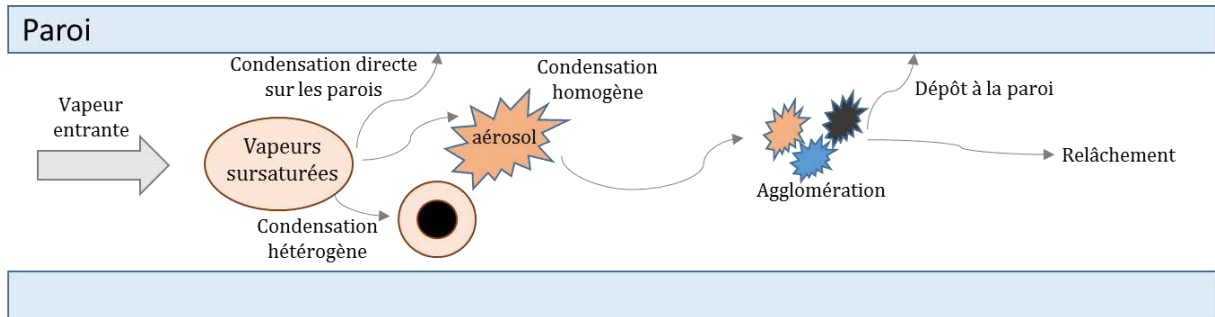 Paroi
Condensation directe
sur les parois
Condensation
homogène
Dépôt à la paroi
Vapeur
entrante
Vapeurs
sursaturées
aérosol
Relâchement
Agglomération
Condensation
hétérogène